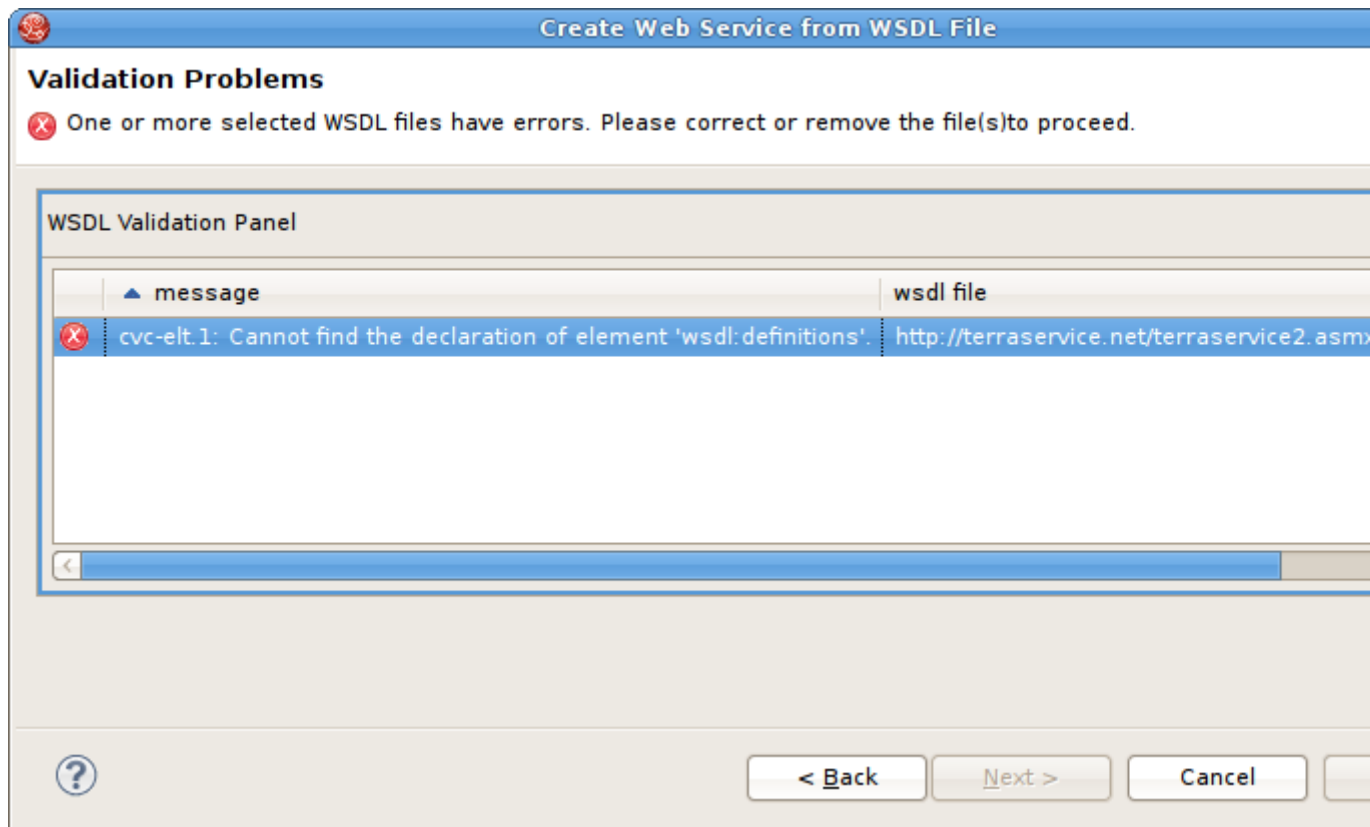 Create Web Service from WSDL File
Validation Problems
One or more selected WSDL files have errors. Please correct or remove the file(s)to proceed.
WSDL Validation Panel
message wsdl file
cvc-elt.1: Cannot find the declaration of element 'wsdl:definitions'. http://terraservice.net/terraservice2.asmx
< Back Next > Cancel